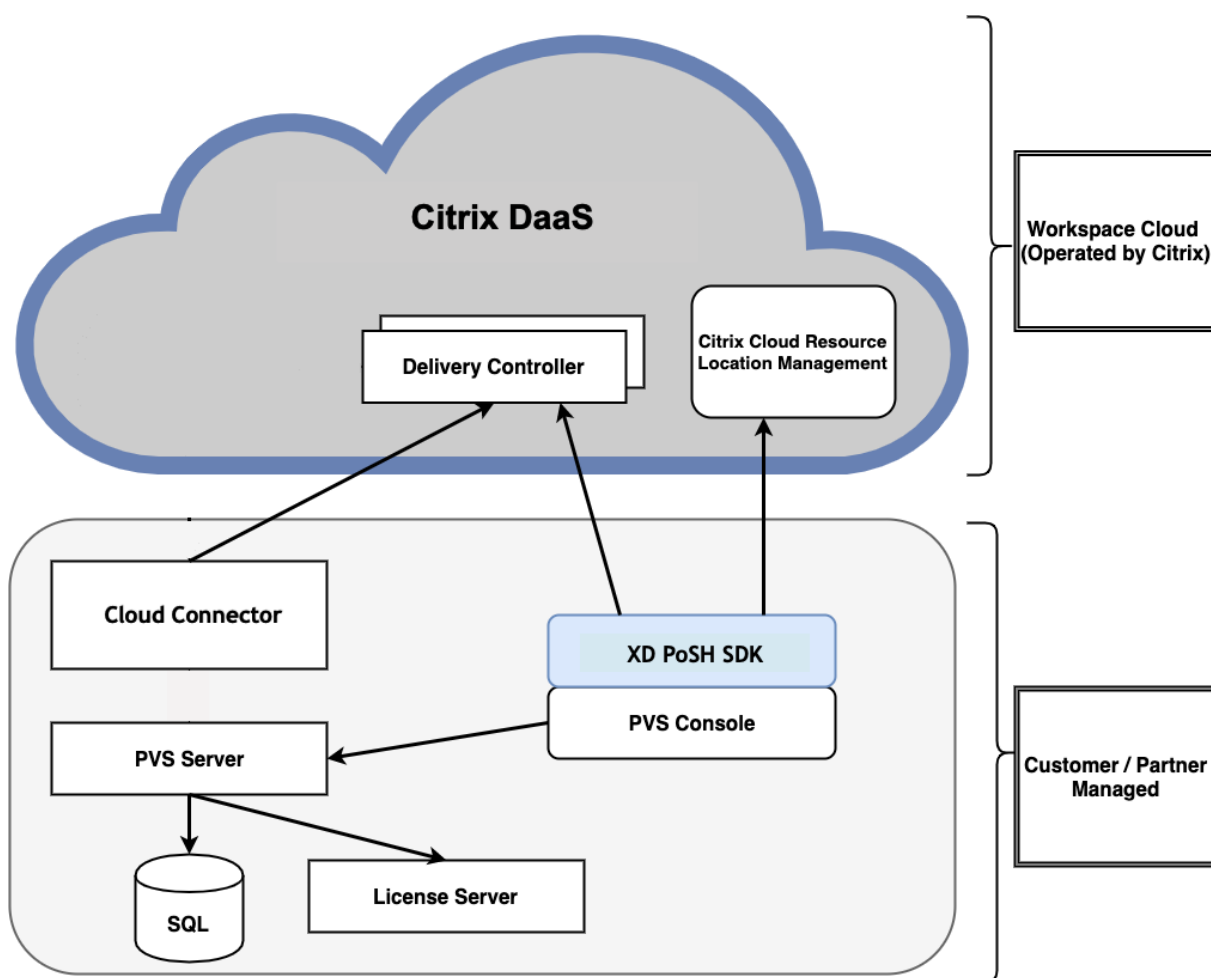 Citrix DaaS
Workspace Cloud
(Operated by Citrix)
Citrix Cloud Resource
Location Management
Delivery Controller
Cloud Connector
XD PoSH SDK
PVS Console
PVS Server
Customer / Partner
Managed
License Server
SQL